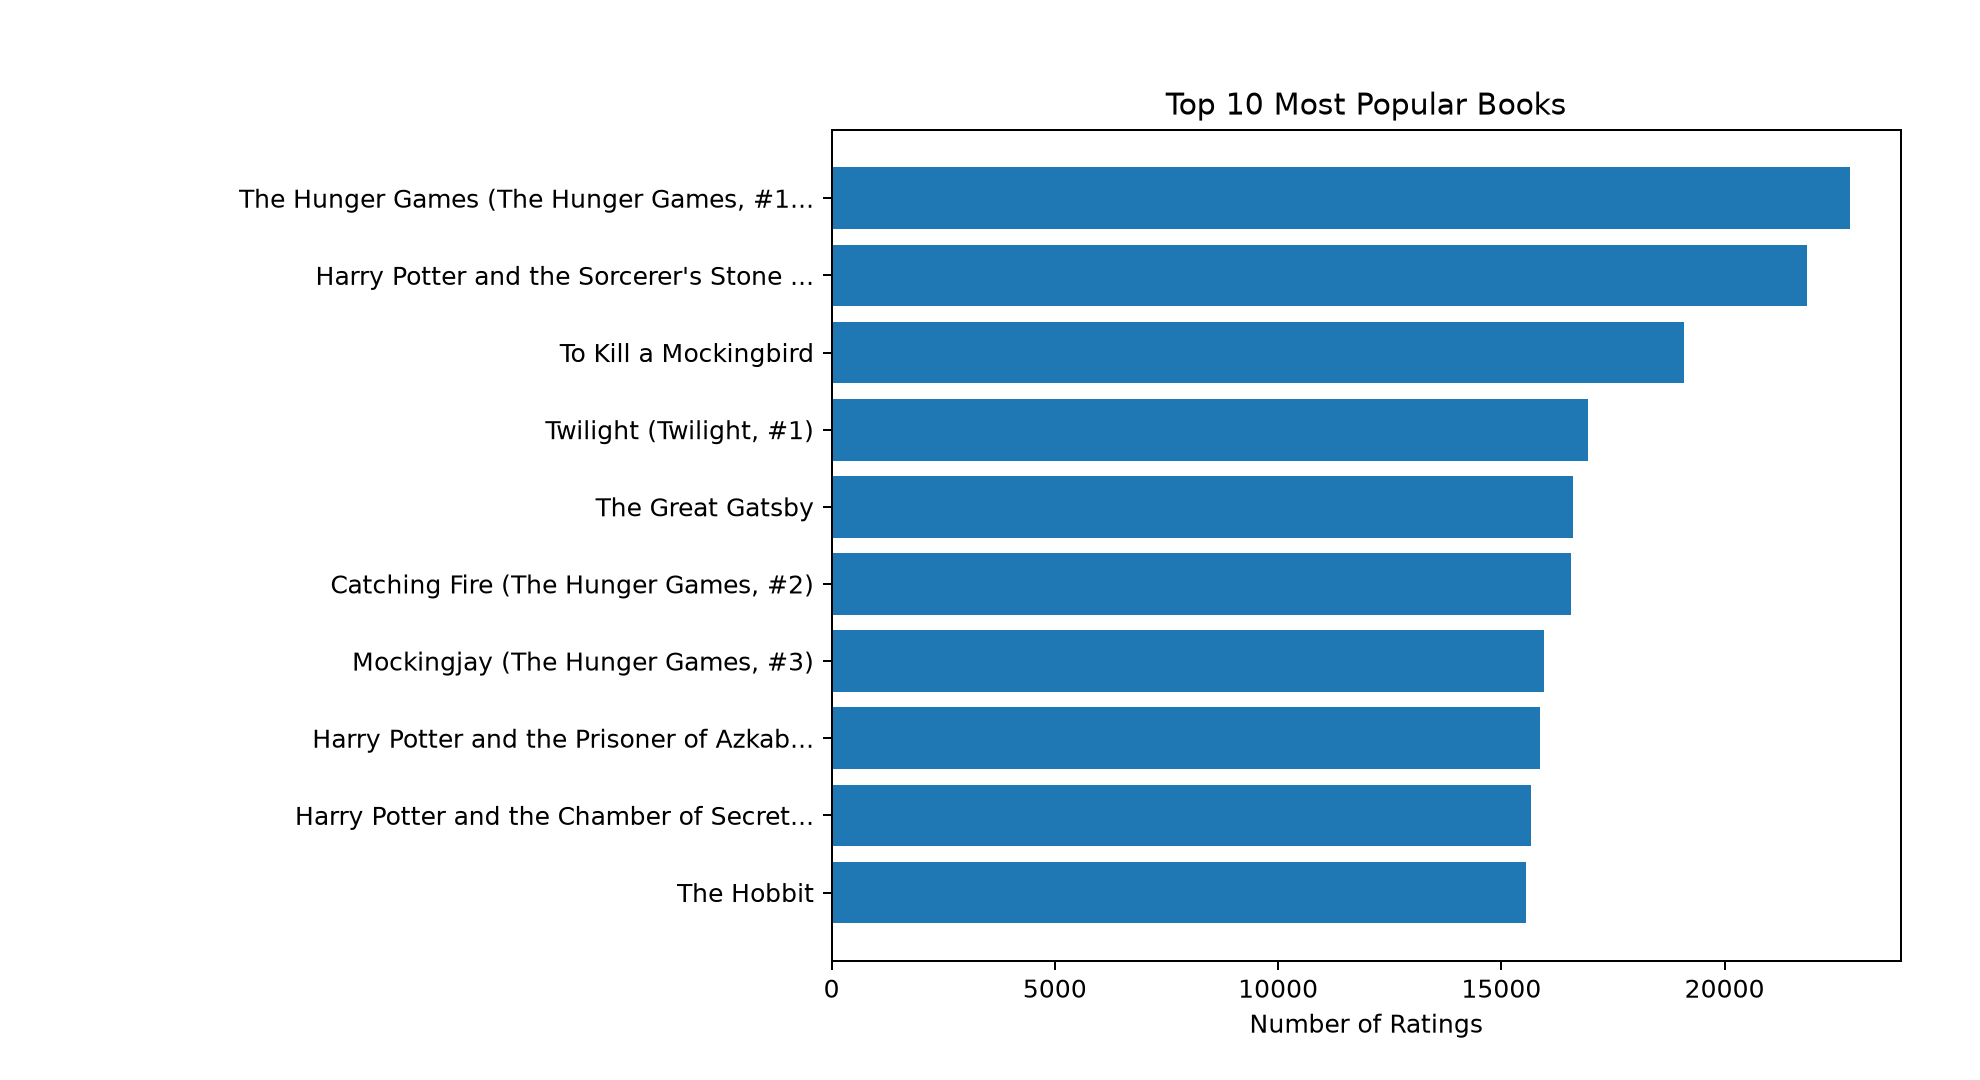 Top 10 Most Popular Books
The Hunger Games (The Hunger Games, #1...
Harry Potter and the Sorcerer's Stone ...
To Kill a Mockingbird
Twilight (Twilight, #1)
The Great Gatsby
Catching Fire (The Hunger Games, #2)
Mockingjay (The Hunger Games, #3)
Harry Potter and the Prisoner of Azkab...
Harry Potter and the Chamber of Secret...
The Hobbit
0 5000 10000 15000 20000
Number of Ratings